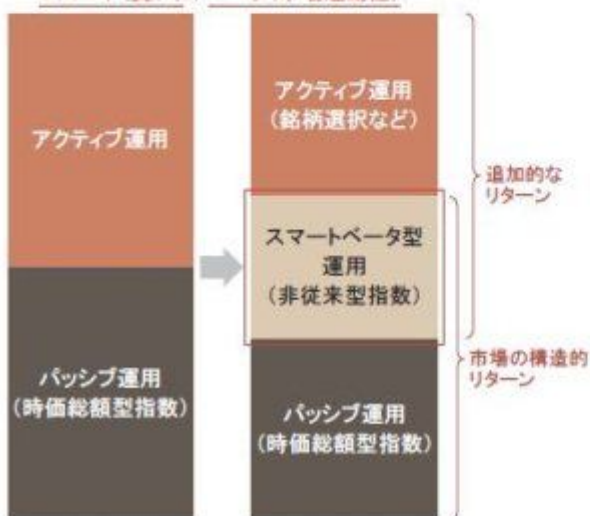 アクティブ運用
パッシブ運用
(時価総額型指数)
アクティブ運用
(銘柄選択など)
スマートベータ型
運用
(非従来型指数)
パッシブ運用
(時価総額型指数)
追加的な
リターン
市場の構造的
リターン